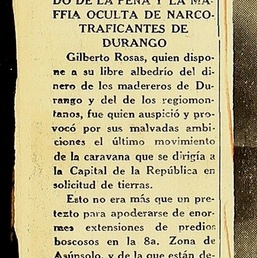 DO DE LA PEÑA Y LA MA-
FFIA OCULTA DE NARCO-
TRAFICANTES DE
DURANGO
Gilberto Rosas, quien dispo-
ne a su libre albedrío del di-
nero de los madereros de Du-
rango y del de los regiomon-
tanos, fue quien auspició y pro-
vocó por sus malvadas ambi-
ciones el último movimiento
de la caravana que se dirigía a
la Capital de la República en
solicitud de tierras.
Esto no era más que un pre-
texto para apoderarse de enor-
mes extensiones de predios
boscosos en la 8a. Zona de
Asúnsolo, y de la que están de-